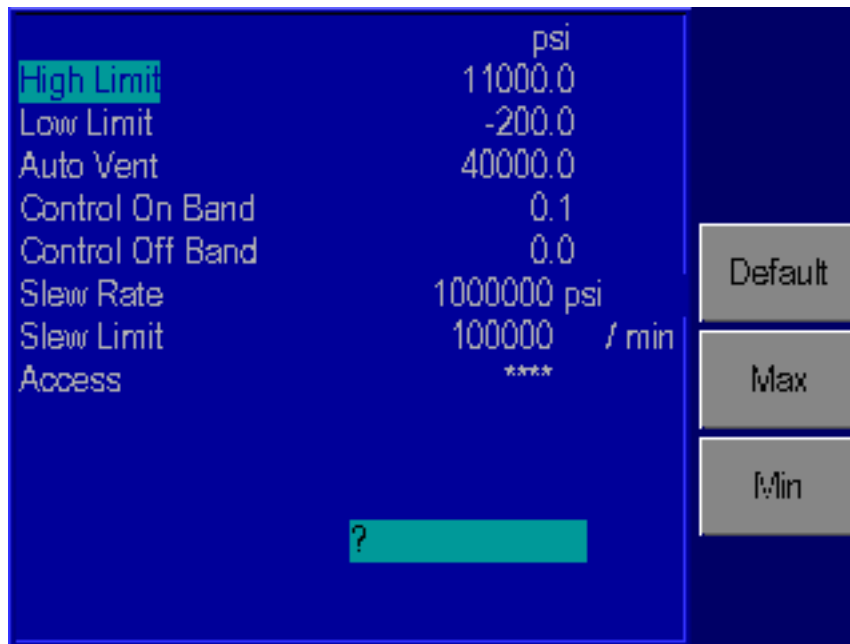 psi
High Limit 11000.0
Low Limit -200.0
Auto Vent 40000.0
Control On Band 0.1
Control Off Band 0.0
Default
Slew Rate 1000000 psi
Slew Limit 100000 / min
Access ****
Max
Min
?